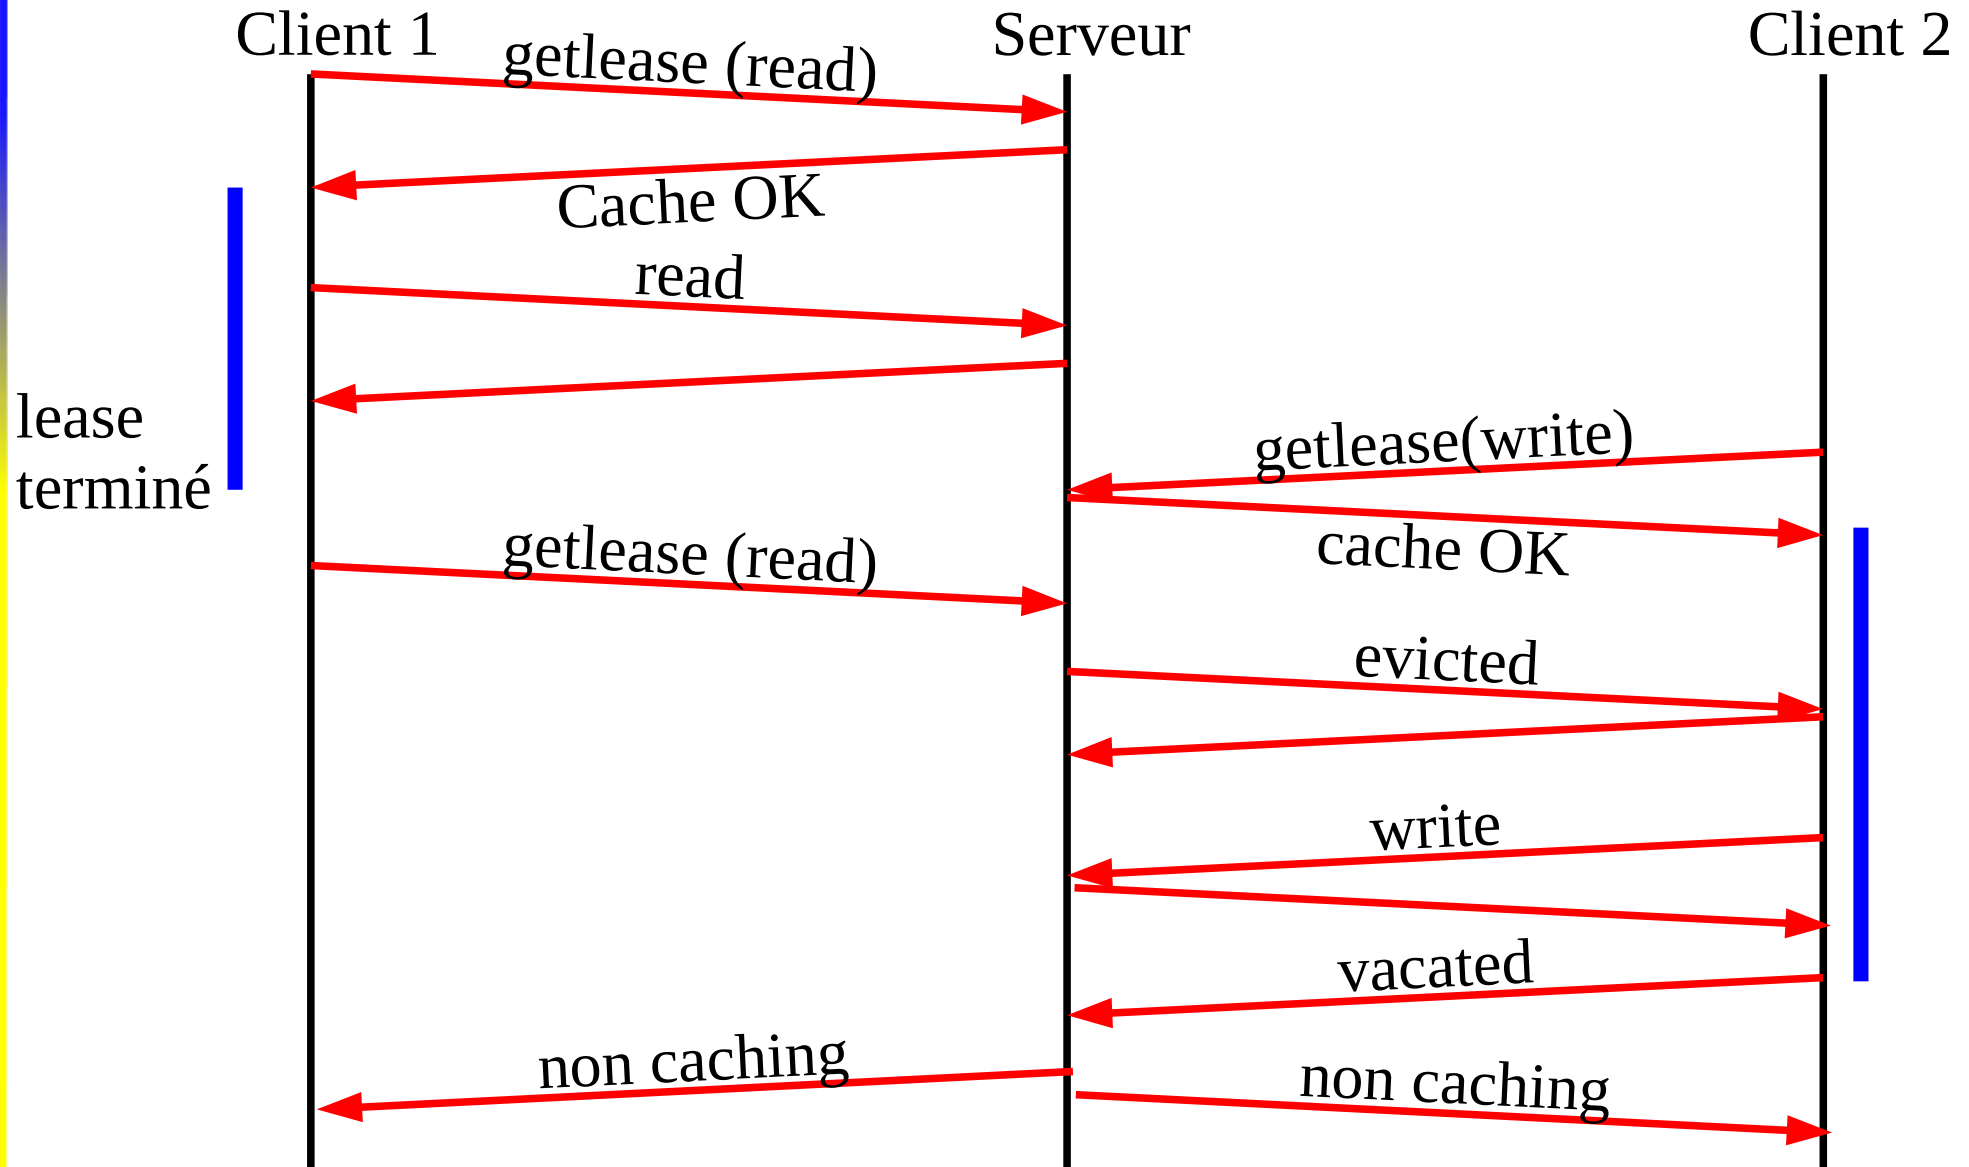 Client 1
Serveur
Client 2
getlease (read)
Cache OK
read
lease
terminé
getlease(write)
cache OK
getlease (read)
evicted
write
vacated
non caching
non caching